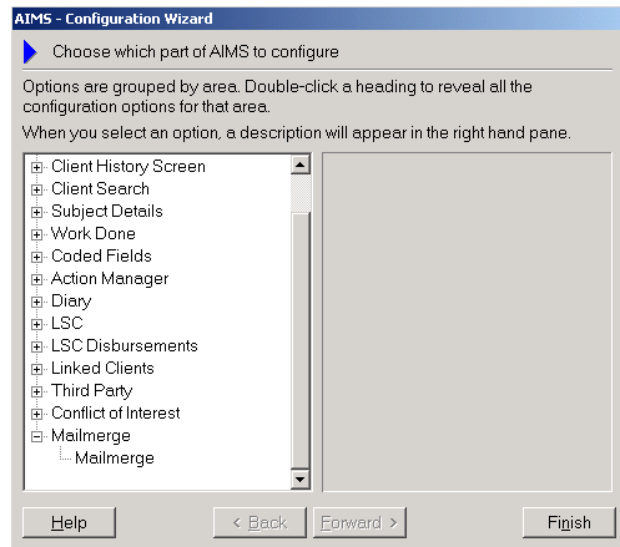 AIMS - Configuration Wizard
Choose which part of AIMS to configure
Options are grouped by area. Double-click a heading to reveal all the
configuration options for that area.
When you select an option, a description will appear in the right hand pane.
Client History Screen
Client Search
Subject Details
Work Done
Coded Fields
Action Manager
Diary
LSC
LSC Disbursements
Linked Clients
Third Party
Conflict of Interest
Mailmerge
Mailmerge
Help
< Back
Forward >
Finish